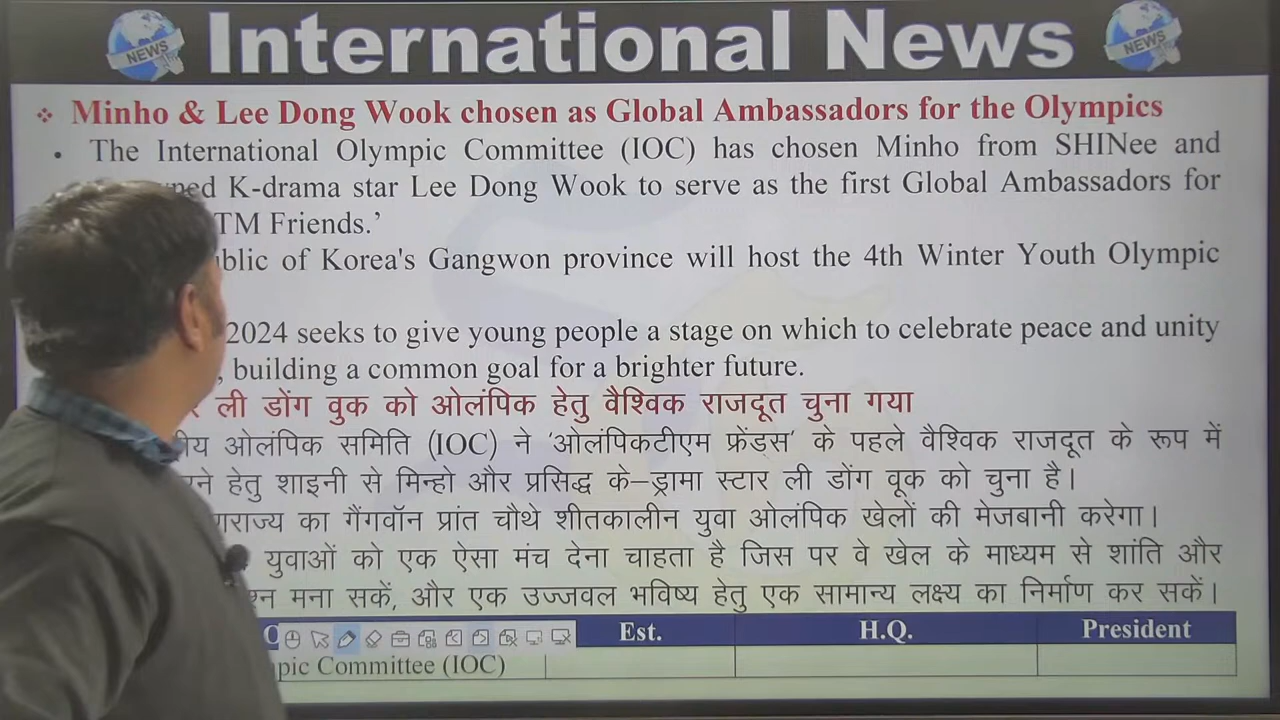 NEWS International News NEWS
❖ Minho & Lee Dong Wook chosen as Global Ambassadors for the Olympics
• The International Olympic Committee (IOC) has chosen Minho from SHINee and
K-drama star Lee Dong Wook to serve as the first Global Ambassadors for
Friends.’
of Korea's Gangwon province will host the 4th Winter Youth Olympic
2024 seeks to give young people a stage on which to celebrate peace and unity
, building a common goal for a brighter future.
ली डोंग वुक को ओलंपिक हेतु वैश्विक राजदूत चुना गया
ओलंपिक समिति (IOC) ने 'ओलंपिकटीएम फ्रेंड्स' के पहले वैश्विक राजदूत के रूप में
हेतु शाइनी से मिन्हो और प्रसिद्ध के–ड्रामा स्टार ली डोंग वूक को चुना है।
का गैंगवॉन प्रांत चौथे शीतकालीन युवा ओलंपिक खेलों की मेजबानी करेगा।
युवाओं को एक ऐसा मंच देना चाहता है जिस पर वे खेल के माध्यम से शांति और
मना सकें, और एक उज्जवल भविष्य हेतु एक सामान्य लक्ष्य का निर्माण कर सकें।
Est. H.Q. President
Committee (IOC)